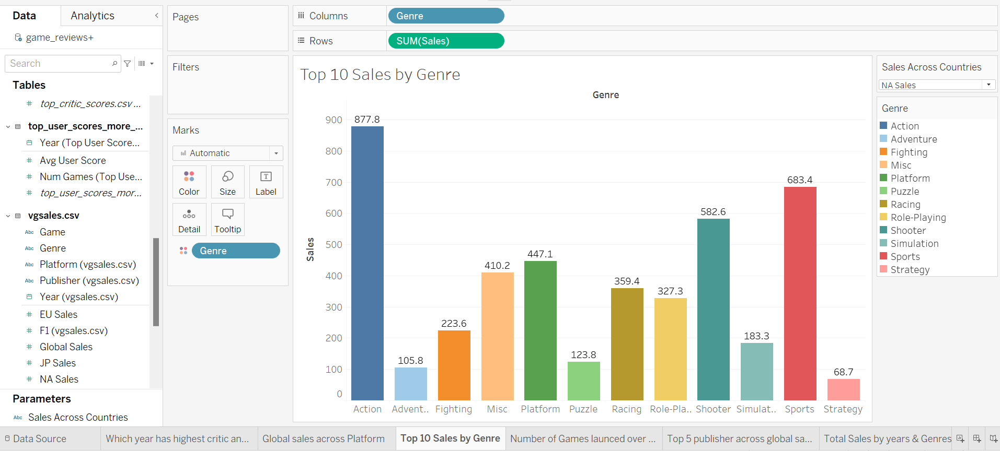 Data
Analytics
game_reviews+
Search
Tables
top_critic_scores.csv ...
top_user_scores_more_...
Year (Top User Score...
Avg User Score
Num Games (Top Use...
top_user_scores_mor...
vgsales.csv
Abc Game
Abc Genre
Abc Platform (vgsales.csv)
Abc Publisher (vgsales.csv)
Year (vgsales.csv)
EU Sales
F1 (vgsales.csv)
Global Sales
JP Sales
NA Sales
Parameters
Abc Sales Across Countries
Pages
Filters
Marks
Automatic
Color Size Label
Detail Tooltip
Genre
Columns Genre
Rows SUM(Sales)
Top 10 Sales by Genre
Genre
Sales
900
800
700
600
500
400
300
200
100
0
877.8
105.8
223.6
410.2
447.1
123.8
359.4
327.3
582.6
183.3
683.4
68.7
Action Advent.. Fighting Misc Platform Puzzle Racing Role-Pla.. Shooter Simulat.. Sports Strategy
Sales Across Countries
NA Sales
Genre
Action
Adventure
Fighting
Misc
Platform
Puzzle
Racing
Role-Playing
Shooter
Simulation
Sports
Strategy
Data Source
Which year has highest critic an...
Global sales across Platform
Top 10 Sales by Genre
Number of Games launced over ...
Top 5 publisher across global sa...
Total Sales by years & Genres